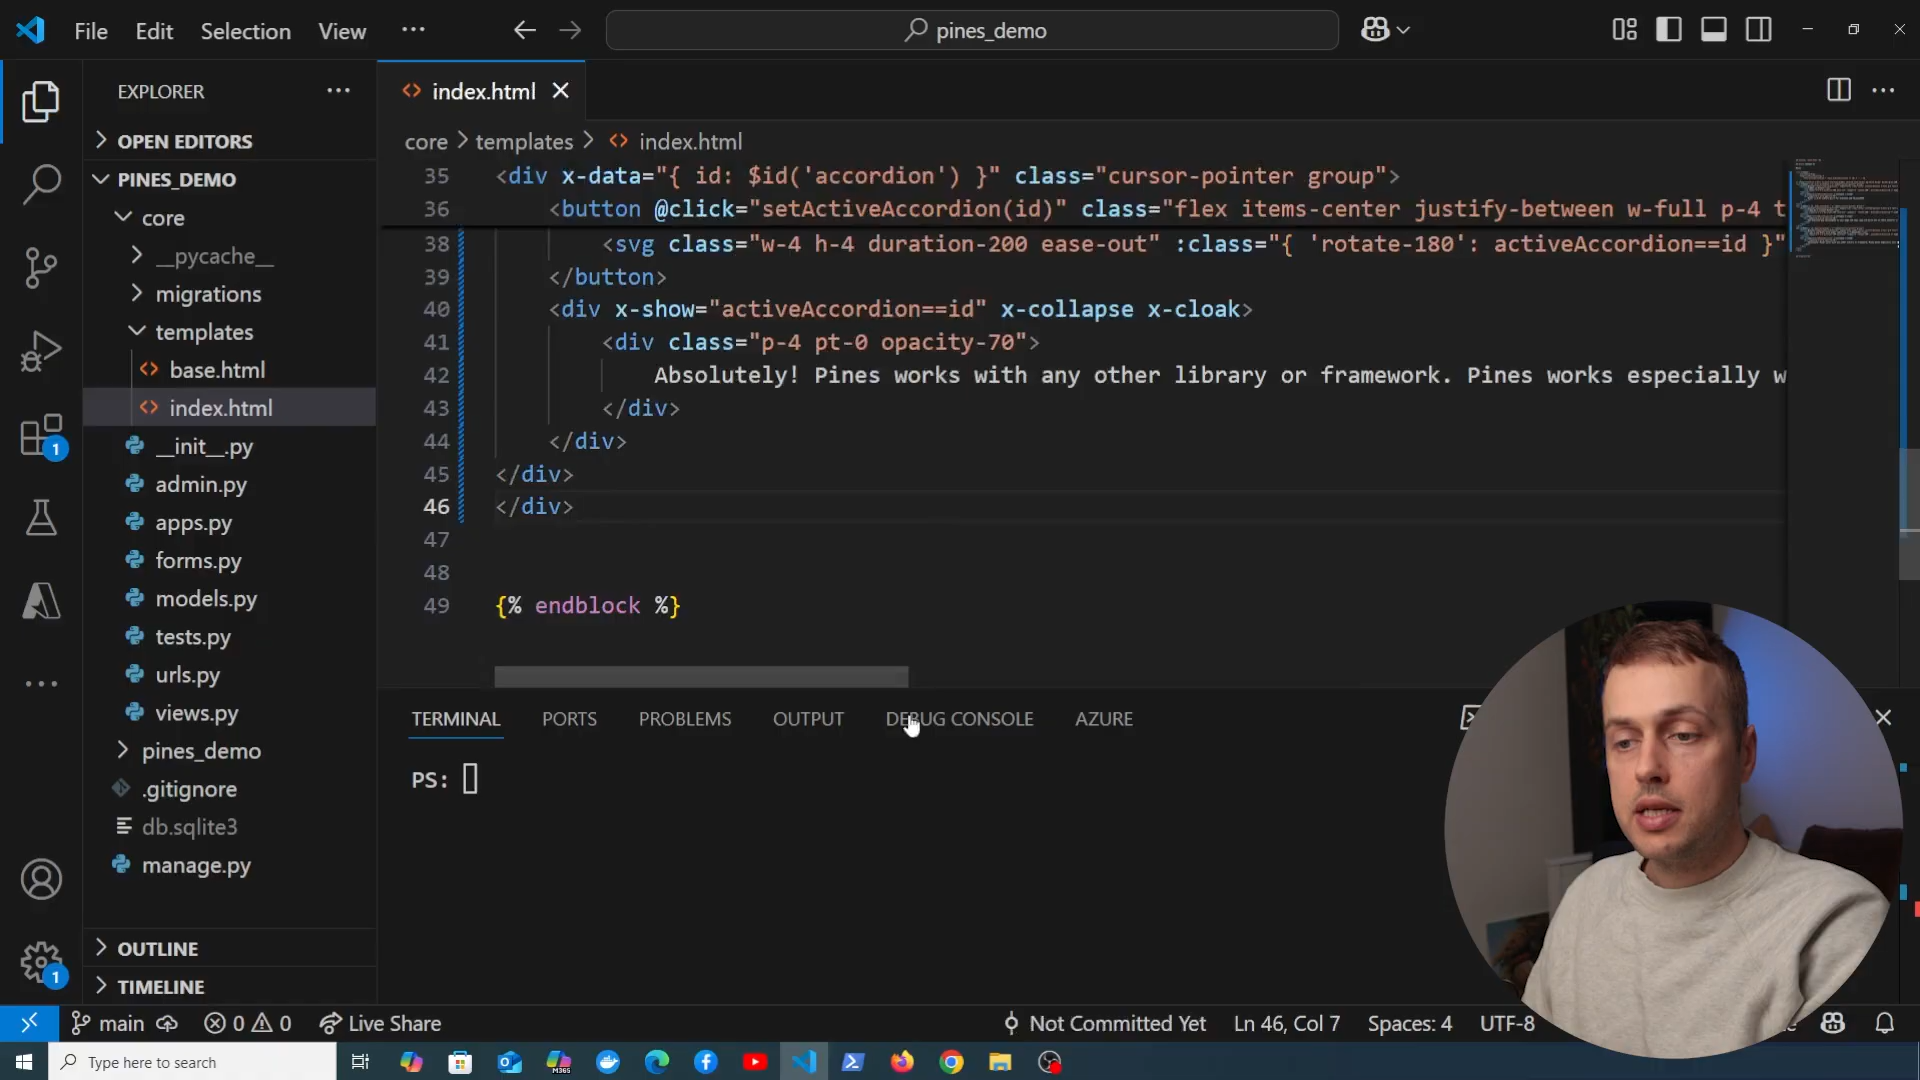 File Edit Selection View ··· pines_demo
EXPLORER
OPEN EDITORS
PINES_DEMO
core
__pycache__
migrations
templates
base.html
index.html
__init__.py
admin.py
apps.py
forms.py
models.py
tests.py
urls.py
views.py
pines_demo
.gitignore
db.sqlite3
manage.py
OUTLINE
TIMELINE
1
1
index.html
core > templates > index.html
35 <div x-data="{ id: $id('accordion') }" class="cursor-pointer group">
36 <button @click="setActiveAccordion(id)" class="flex items-center justify-between w-full p-4 t
38 <svg class="w-4 h-4 duration-200 ease-out" :class="{ 'rotate-180': activeAccordion==id }"
39 </button>
40 <div x-show="activeAccordion==id" x-collapse x-cloak>
41 <div class="p-4 pt-0 opacity-70">
42 Absolutely! Pines works with any other library or framework. Pines works especially w
43 </div>
44 </div>
45 </div>
46 </div>
47
48
49 {% endblock %}
TERMINAL PORTS PROBLEMS OUTPUT DEBUG CONSOLE AZURE
PS:
main 0 0 Live Share Not Committed Yet Ln 46, Col 7 Spaces: 4 UTF-8
Type here to search
M365